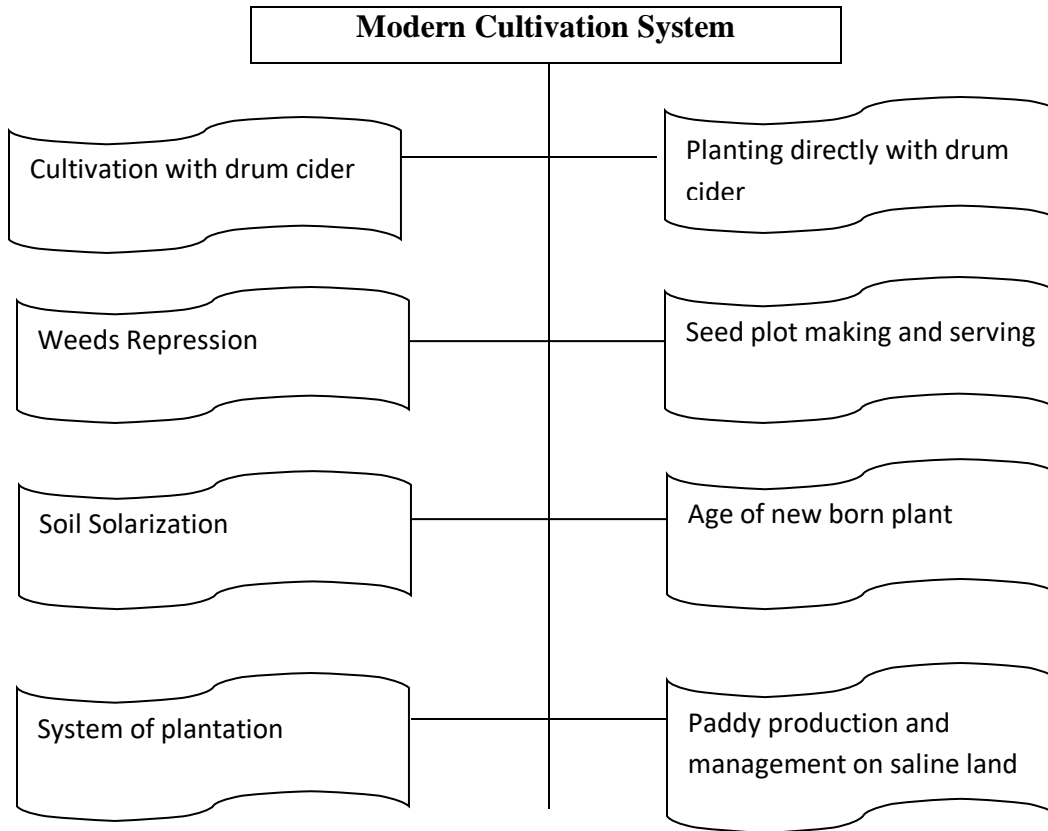 Modern Cultivation System
Cultivation with drum cider
Planting directly with drum
cider
Weeds Repression
Seed plot making and serving
Soil Solarization
Age of new born plant
System of plantation
Paddy production and
management on saline land